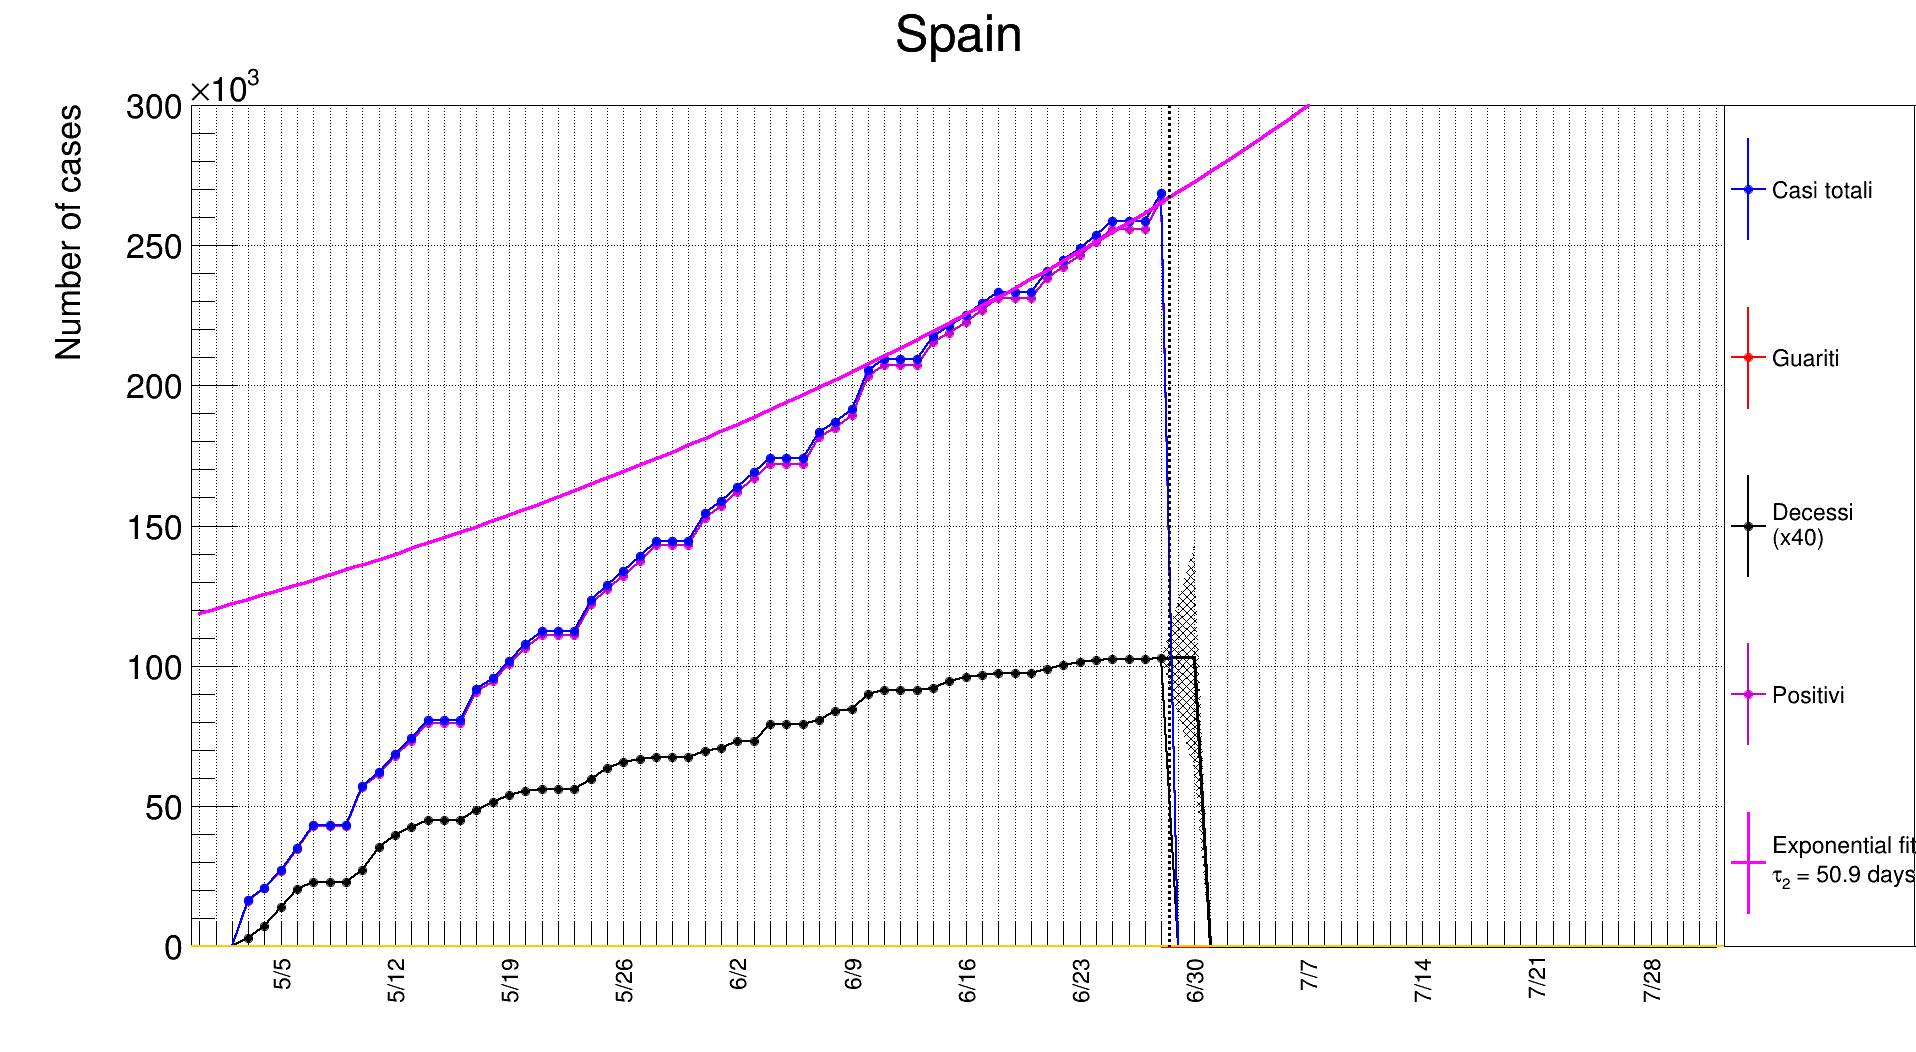 Spain
×10³
Number of cases
300
250
200
150
100
50
0
5/5
5/12
5/19
5/26
6/2
6/9
6/16
6/23
6/30
7/7
7/14
7/21
7/28
Casi totali
Guariti
Decessi
(x40)
Positivi
Exponential fit
τ₂ = 50.9 days